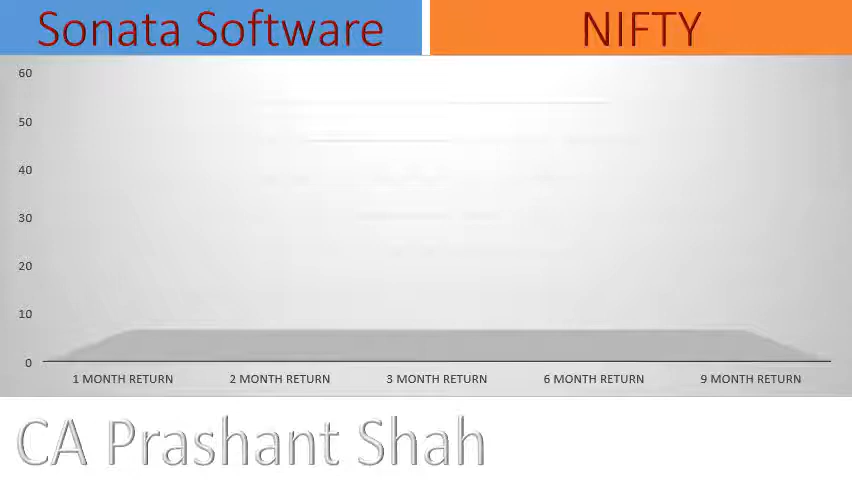 Sonata Software NIFTY
60
50
40
30
20
10
0
1 MONTH RETURN 2 MONTH RETURN 3 MONTH RETURN 6 MONTH RETURN 9 MONTH RETURN
CA Prashant Shah